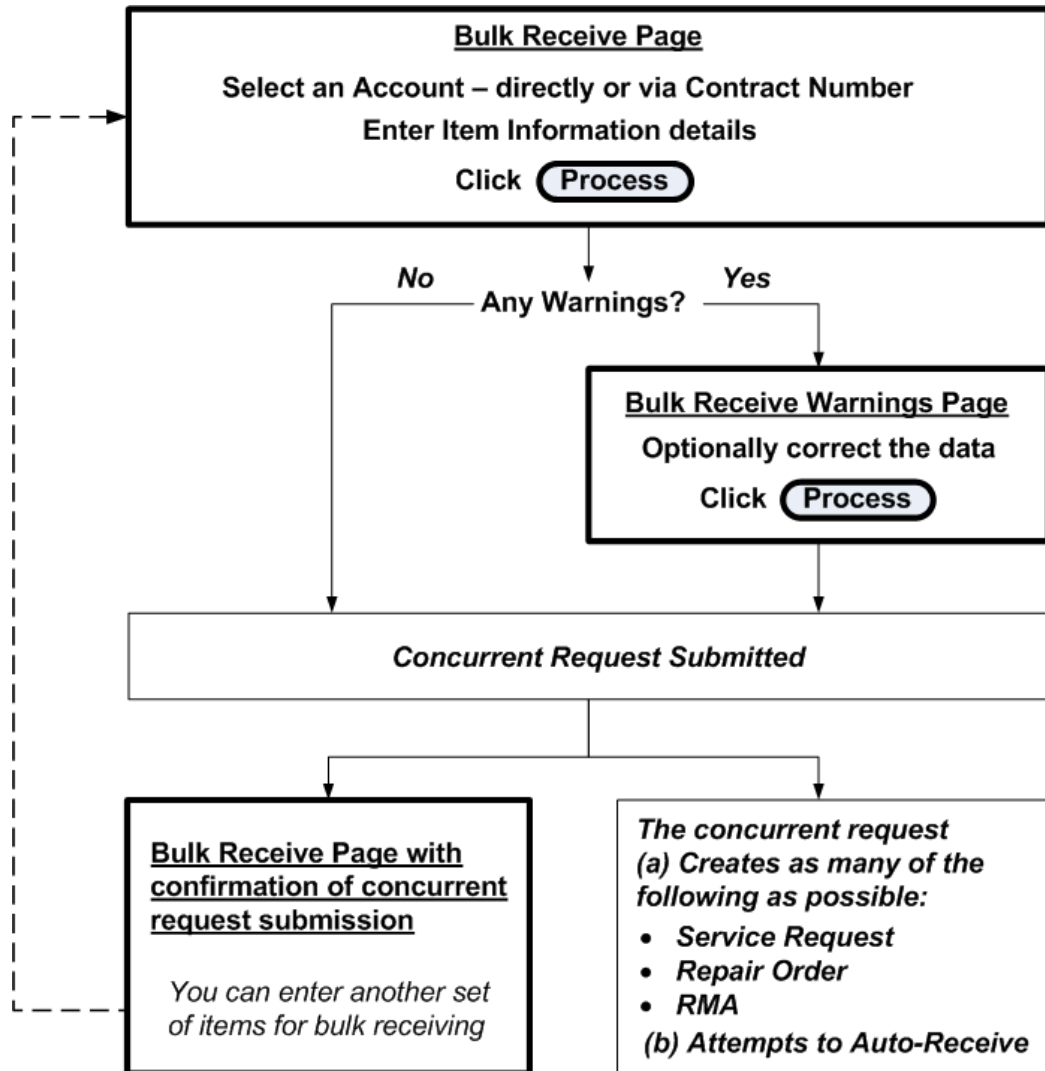 Bulk Receive Page
Select an Account – directly or via Contract Number
Enter Item Information details
Click Process
No
Yes
Any Warnings?
Bulk Receive Warnings Page
Optionally correct the data
Click Process
Concurrent Request Submitted
Bulk Receive Page with
confirmation of concurrent
request submission
You can enter another set
of items for bulk receiving
The concurrent request
(a) Creates as many of the
following as possible:
• Service Request
• Repair Order
• RMA
(b) Attempts to Auto-Receive